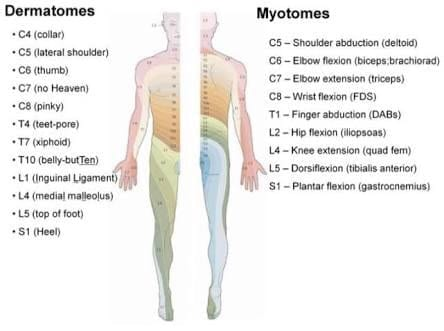 Dermatomes
• C4 (collar)
• C5 (lateral shoulder)
• C6 (thumb)
• C7 (no Heaven)
• C8 (pinky)
• T4 (teet-pore)
• T7 (xiphoid)
• T10 (belly-butTen)
• L1 (Inguinal Ligament)
• L4 (medial malleolus)
• L5 (top of foot)
• S1 (Heel)
Myotomes
C5 – Shoulder abduction (deltoid)
C6 – Elbow flexion (biceps;brachiorad)
C7 – Elbow extension (triceps)
C8 – Wrist flexion (FDS)
T1 – Finger abduction (DABs)
L2 – Hip flexion (iliopsoas)
L4 – Knee extension (quad fem)
L5 – Dorsiflexion (tibialis anterior)
S1 – Plantar flexion (gastrocnemius)